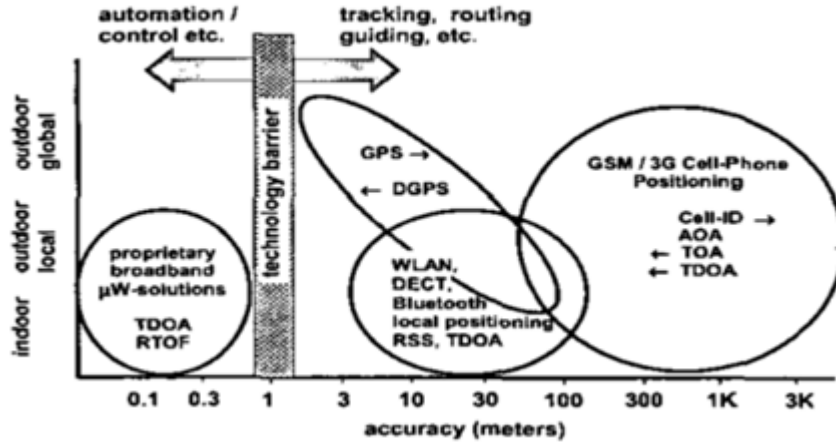 automation /
control etc.
tracking, routing
guiding, etc.
outdoor
global
outdoor
local
indoor
technology barrier
GPS →
← DGPS
GSM / 3G Cell-Phone
Positioning
Cell-ID →
AOA
← TOA
← TDOA
proprietary
broadband
µW-solutions
TDOA
RTOF
WLAN,
DECT,
Bluetooth
local positioning
RSS, TDOA
0.1 0.3 1 3 10 30 100 300 1K 3K
accuracy (meters)